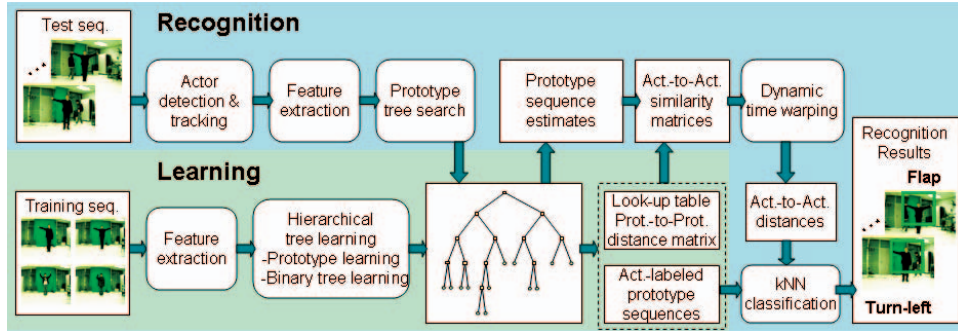 Recognition
Test seq.
Actor
detection &
tracking
Feature
extraction
Prototype
tree search
Prototype
sequence
estimates
Act.-to-Act.
similarity
matrices
Dynamic
time warping
Recognition
Results
Flap
Turn-left
Learning
Training seq.
Feature
extraction
Hierarchical
tree learning
-Prototype learning
-Binary tree learning
Look-up table
Prot.-to-Prot.
distance matrix
Act.-labeled
prototype
sequences
Act.-to-Act.
distances
kNN
classification